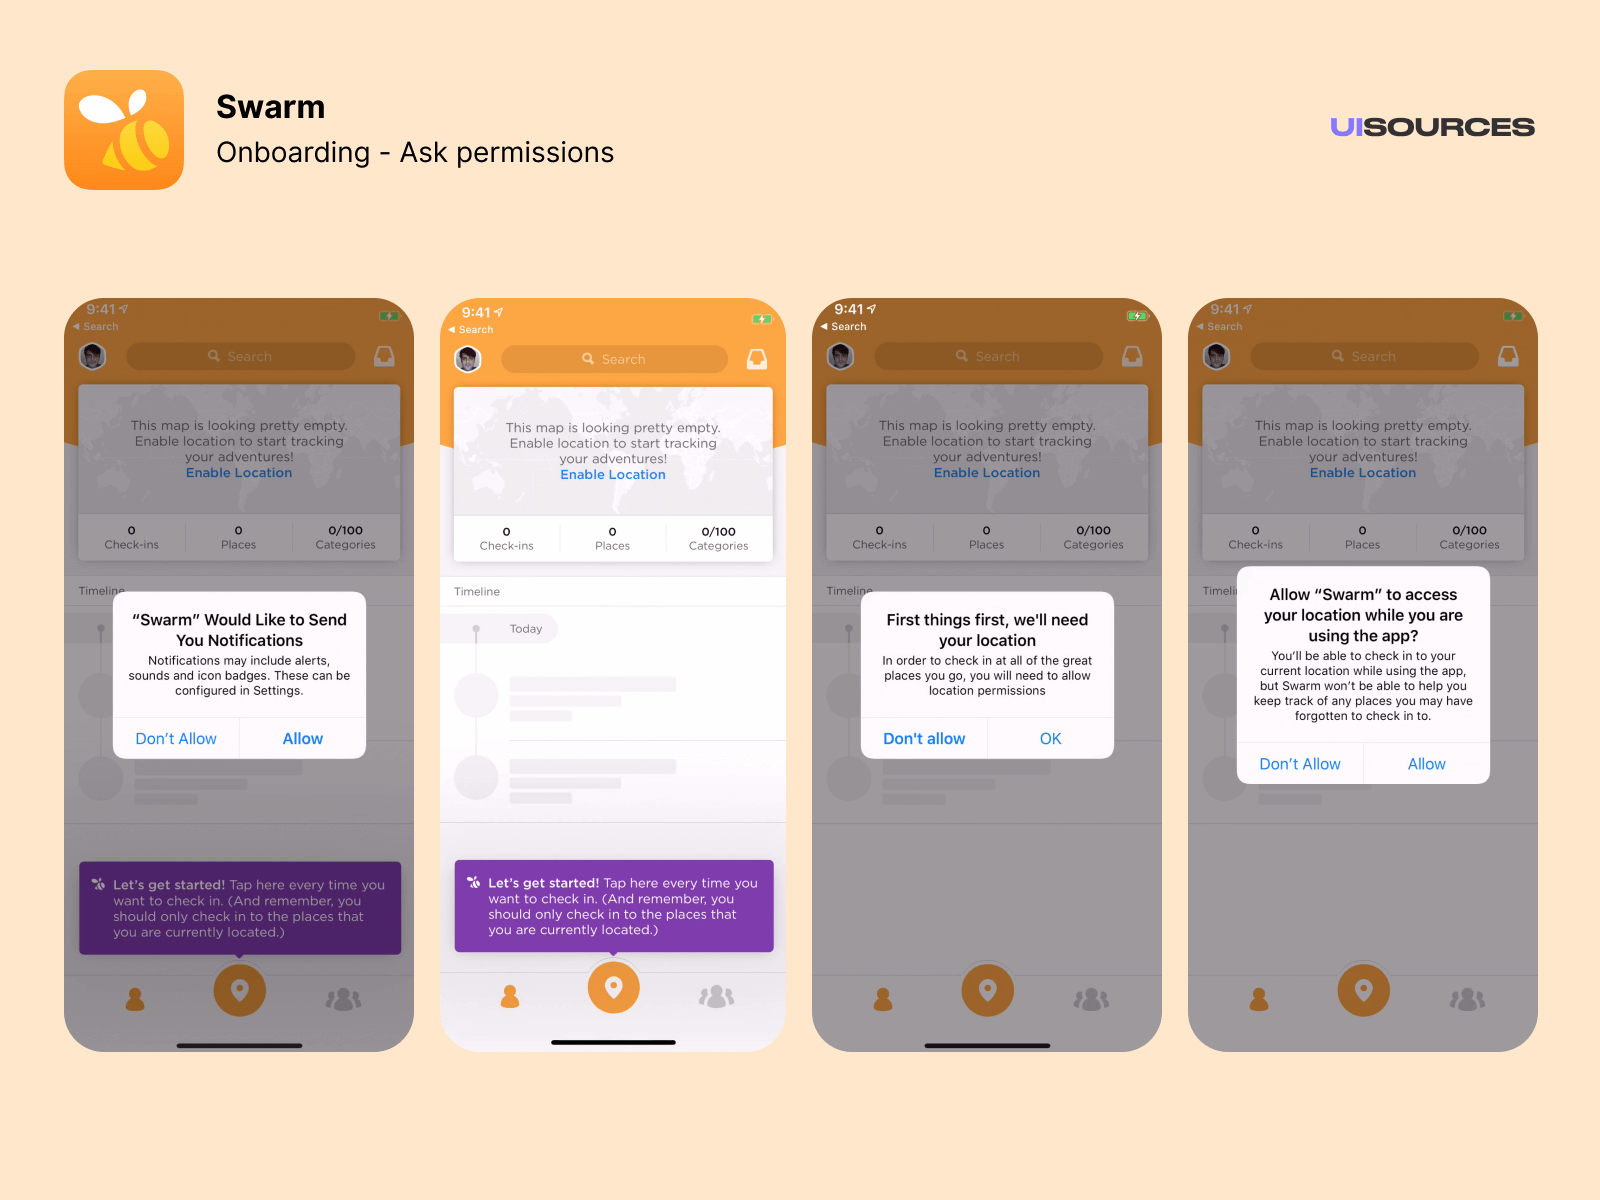 Swarm
Onboarding - Ask permissions
UISOURCES
9:41
Search
Search
This map is looking pretty empty.
Enable location to start tracking
your adventures!
Enable Location
0
Check-ins
0
Places
0/100
Categories
Timeline
“Swarm” Would Like to Send
You Notifications
Notifications may include alerts,
sounds and icon badges. These can be
configured in Settings.
Don’t Allow
Allow
Let’s get started! Tap here every time you
want to check in. (And remember, you
should only check in to the places that
you are currently located.)
9:41
Search
Search
This map is looking pretty empty.
Enable location to start tracking
your adventures!
Enable Location
0
Check-ins
0
Places
0/100
Categories
Timeline
Today
Let’s get started! Tap here every time you
want to check in. (And remember, you
should only check in to the places that
you are currently located.)
9:41
Search
Search
This map is looking pretty empty.
Enable location to start tracking
your adventures!
Enable Location
0
Check-ins
0
Places
0/100
Categories
Timeline
First things first, we'll need
your location
In order to check in at all of the great
places you go, you will need to allow
location permissions
Don't allow
OK
9:41
Search
Search
This map is looking pretty empty.
Enable location to start tracking
your adventures!
Enable Location
0
Check-ins
0
Places
0/100
Categories
Timeli
Allow “Swarm” to access
your location while you are
using the app?
You’ll be able to check in to your
current location while using the app,
but Swarm won’t be able to help you
keep track of any places you may have
forgotten to check in to.
Don’t Allow
Allow